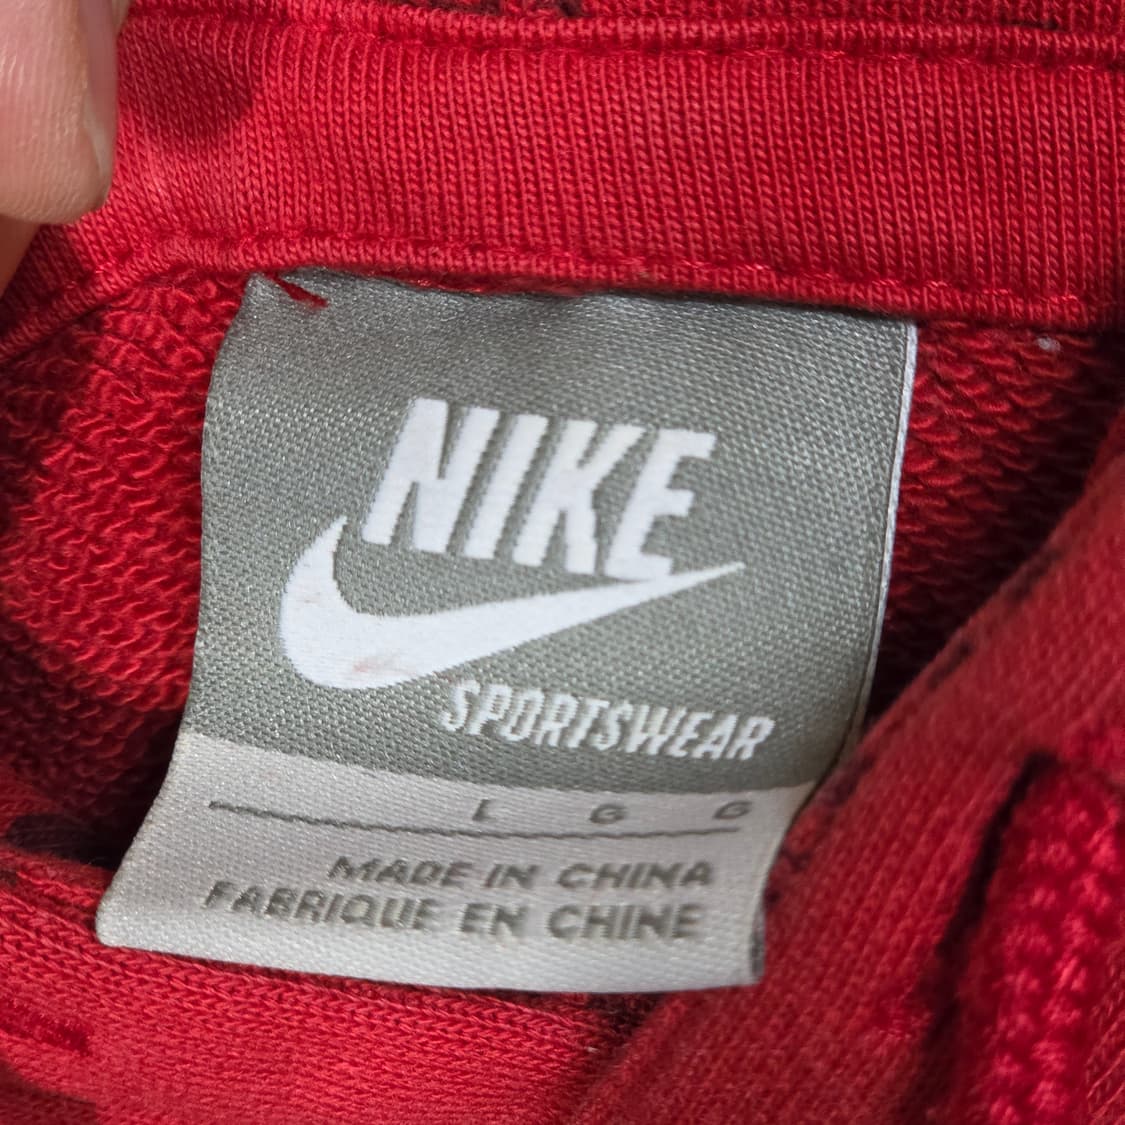 NIKE
SPORTSWEAR
L G G
MADE IN CHINA
FABRIQUE EN CHINE